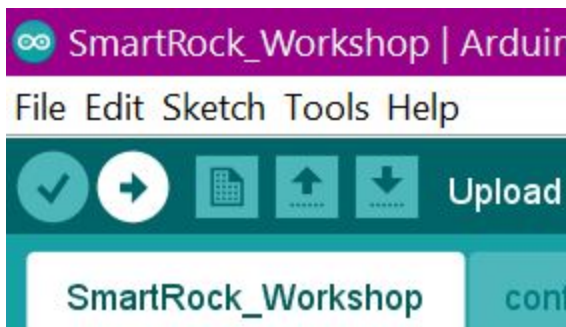 SmartRock_Workshop | Arduin
File Edit Sketch Tools Help
Upload
SmartRock_Workshop conf